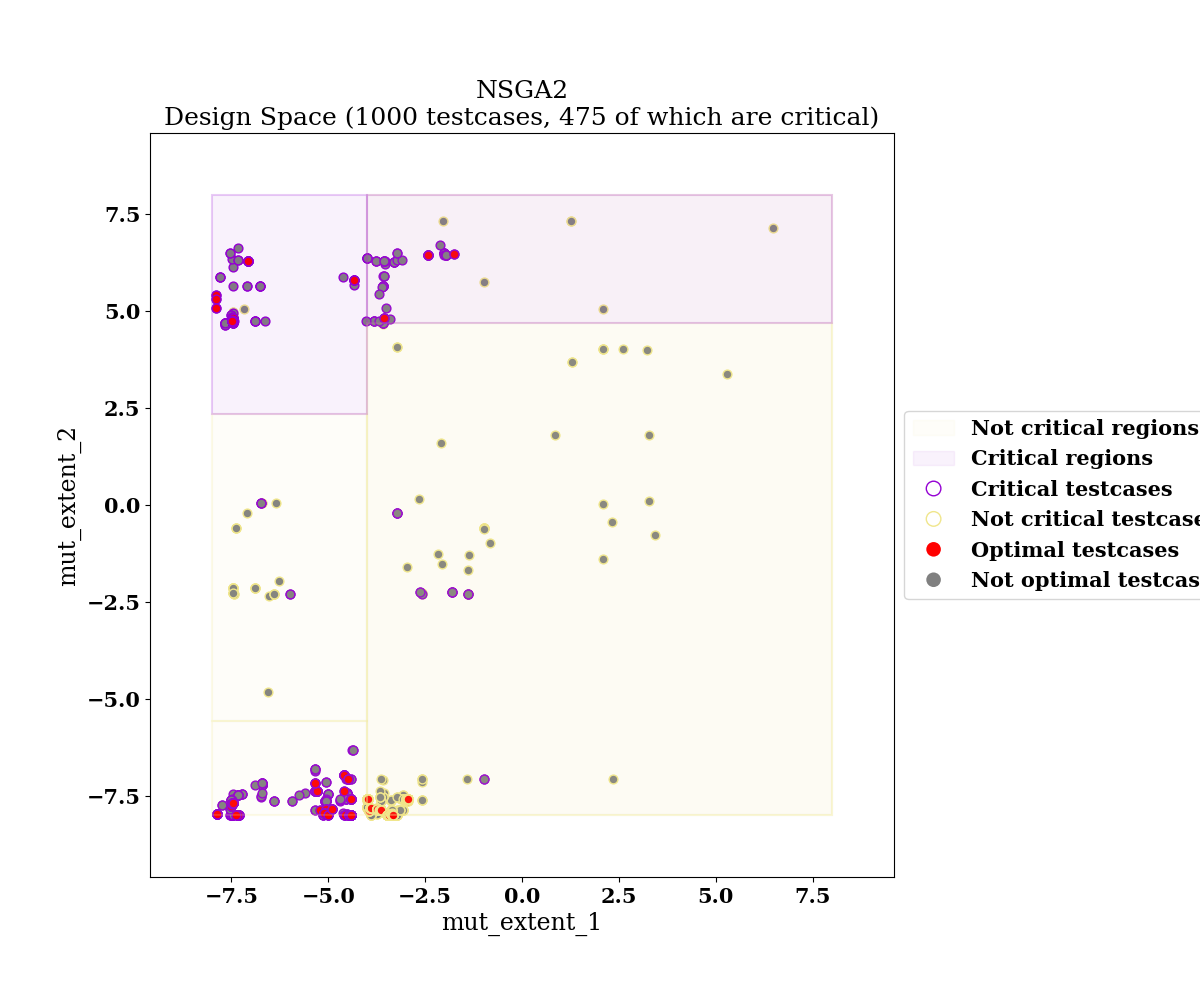 NSGA2
Design Space (1000 testcases, 475 of which are critical)
mut_extent_2
7.5
5.0
2.5
0.0
−2.5
−5.0
−7.5
−7.5 −5.0 −2.5 0.0 2.5 5.0 7.5
mut_extent_1
Not critical regions
Critical regions
Critical testcases
Not critical testcase
Optimal testcases
Not optimal testcas